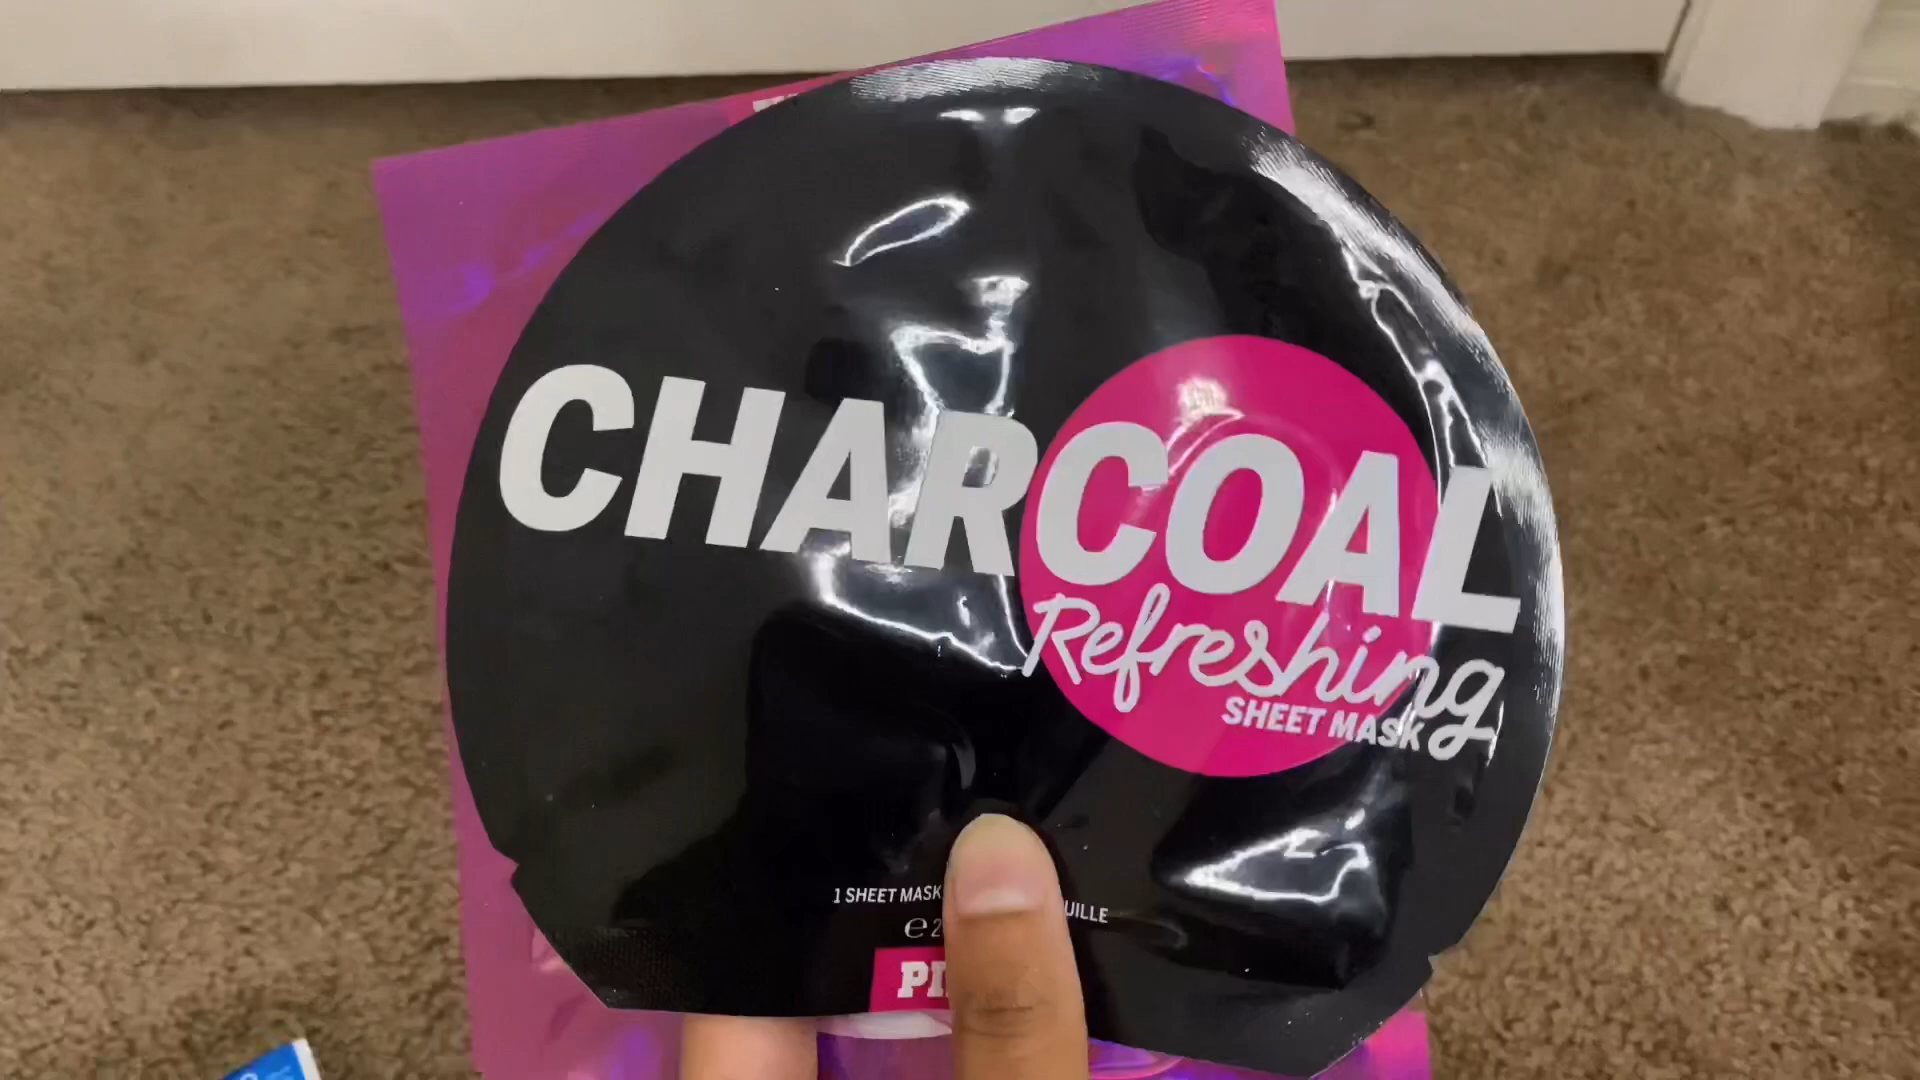 CHARCOAL
Refreshing
SHEET MASK
1 SHEET MASK